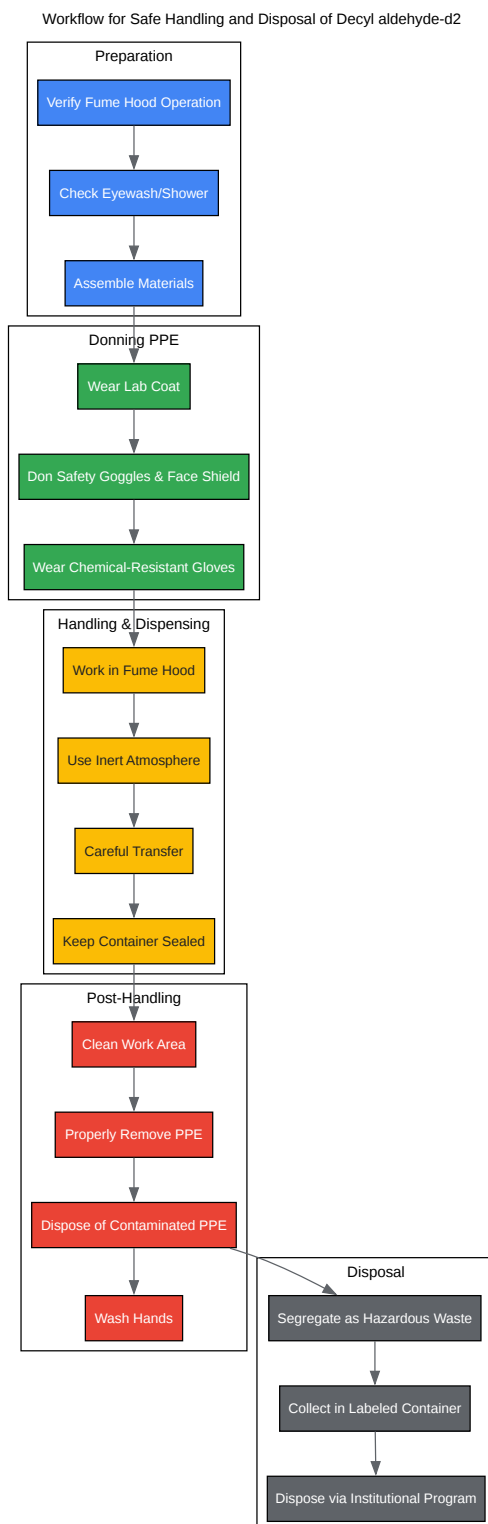 Workflow for Safe Handling and Disposal of Decyl aldehyde-d2
Preparation
Verify Fume Hood Operation
Check Eyewash/Shower
Assemble Materials
Donning PPE
Wear Lab Coat
Don Safety Goggles & Face Shield
Wear Chemical-Resistant Gloves
Handling & Dispensing
Work in Fume Hood
Use Inert Atmosphere
Careful Transfer
Keep Container Sealed
Post-Handling
Clean Work Area
Properly Remove PPE
Dispose of Contaminated PPE
Wash Hands
Disposal
Segregate as Hazardous Waste
Collect in Labeled Container
Dispose via Institutional Program